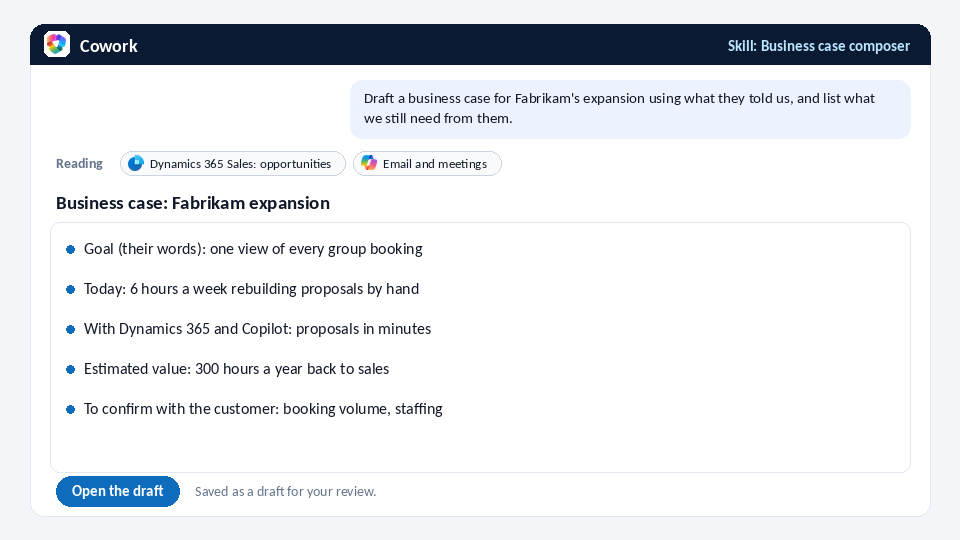 Cowork
Skill: Business case composer
Draft a business case for Fabrikam's expansion using what they told us, and list what
we still need from them.
Reading
Dynamics 365 Sales: opportunities
Email and meetings
Business case: Fabrikam expansion
Goal (their words): one view of every group booking
Today: 6 hours a week rebuilding proposals by hand
With Dynamics 365 and Copilot: proposals in minutes
Estimated value: 300 hours a year back to sales
To confirm with the customer: booking volume, staffing
Open the draft
Saved as a draft for your review.